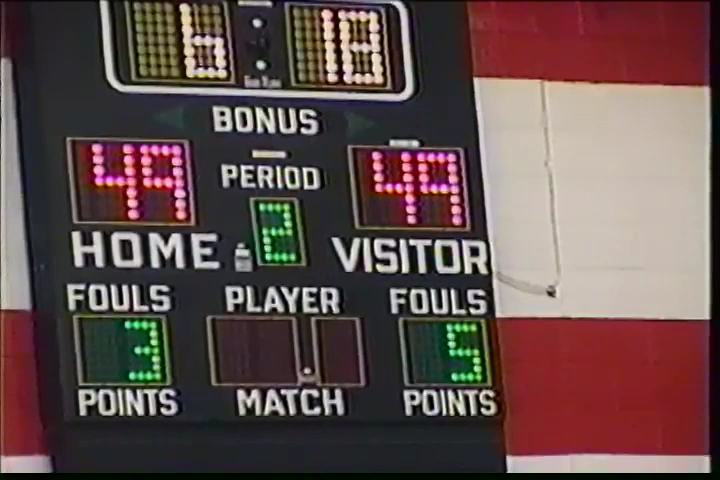 6 18
BONUS
49 PERIOD 49
2
HOME VISITOR
FOULS PLAYER FOULS
3 5
POINTS MATCH POINTS